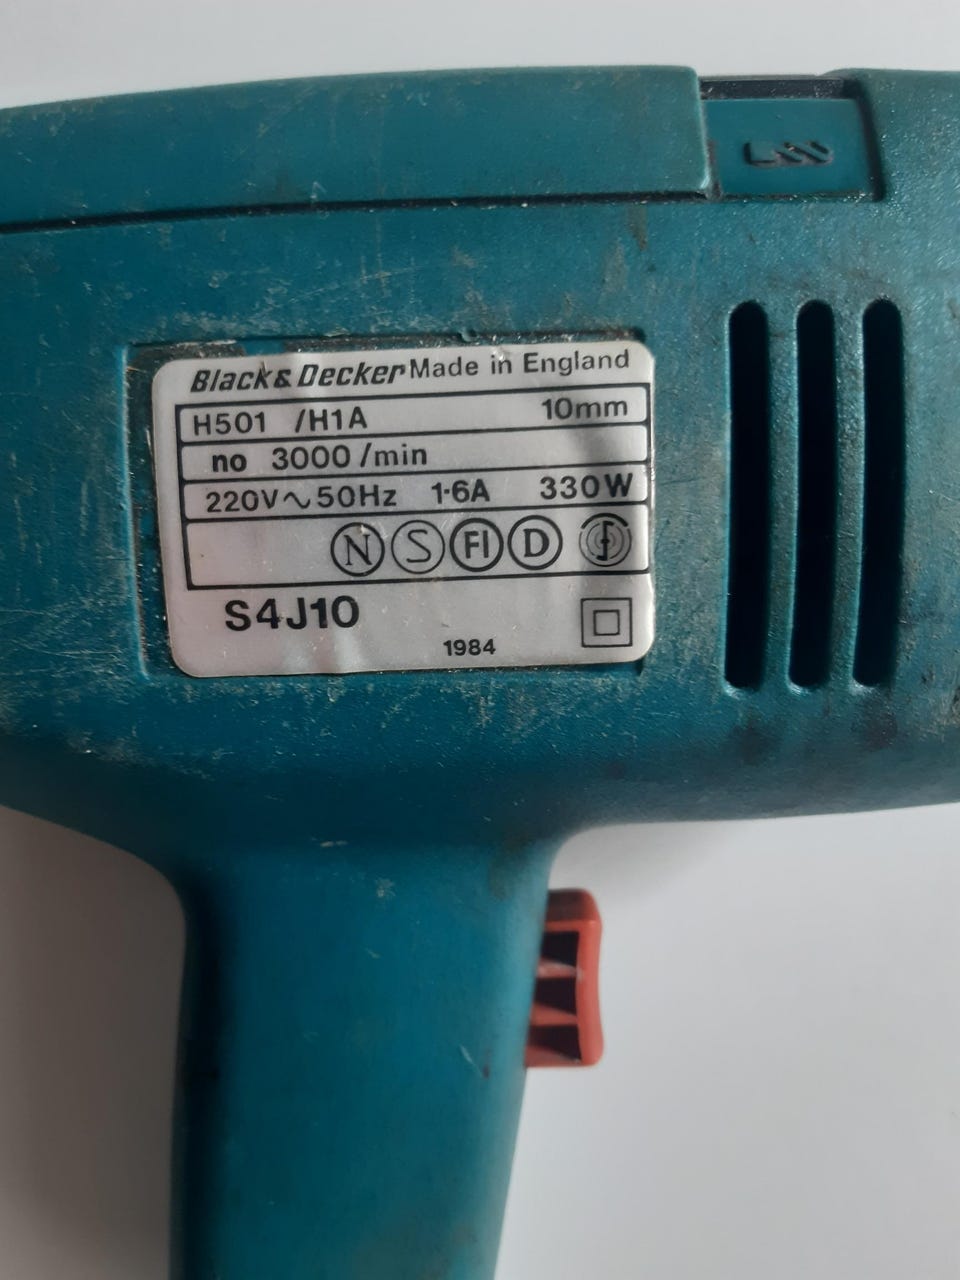 Black & Decker Made in England
H501 /H1A 10mm
no 3000/min
220V~50Hz 1·6A 330W
N S FI D
S4J10
1984